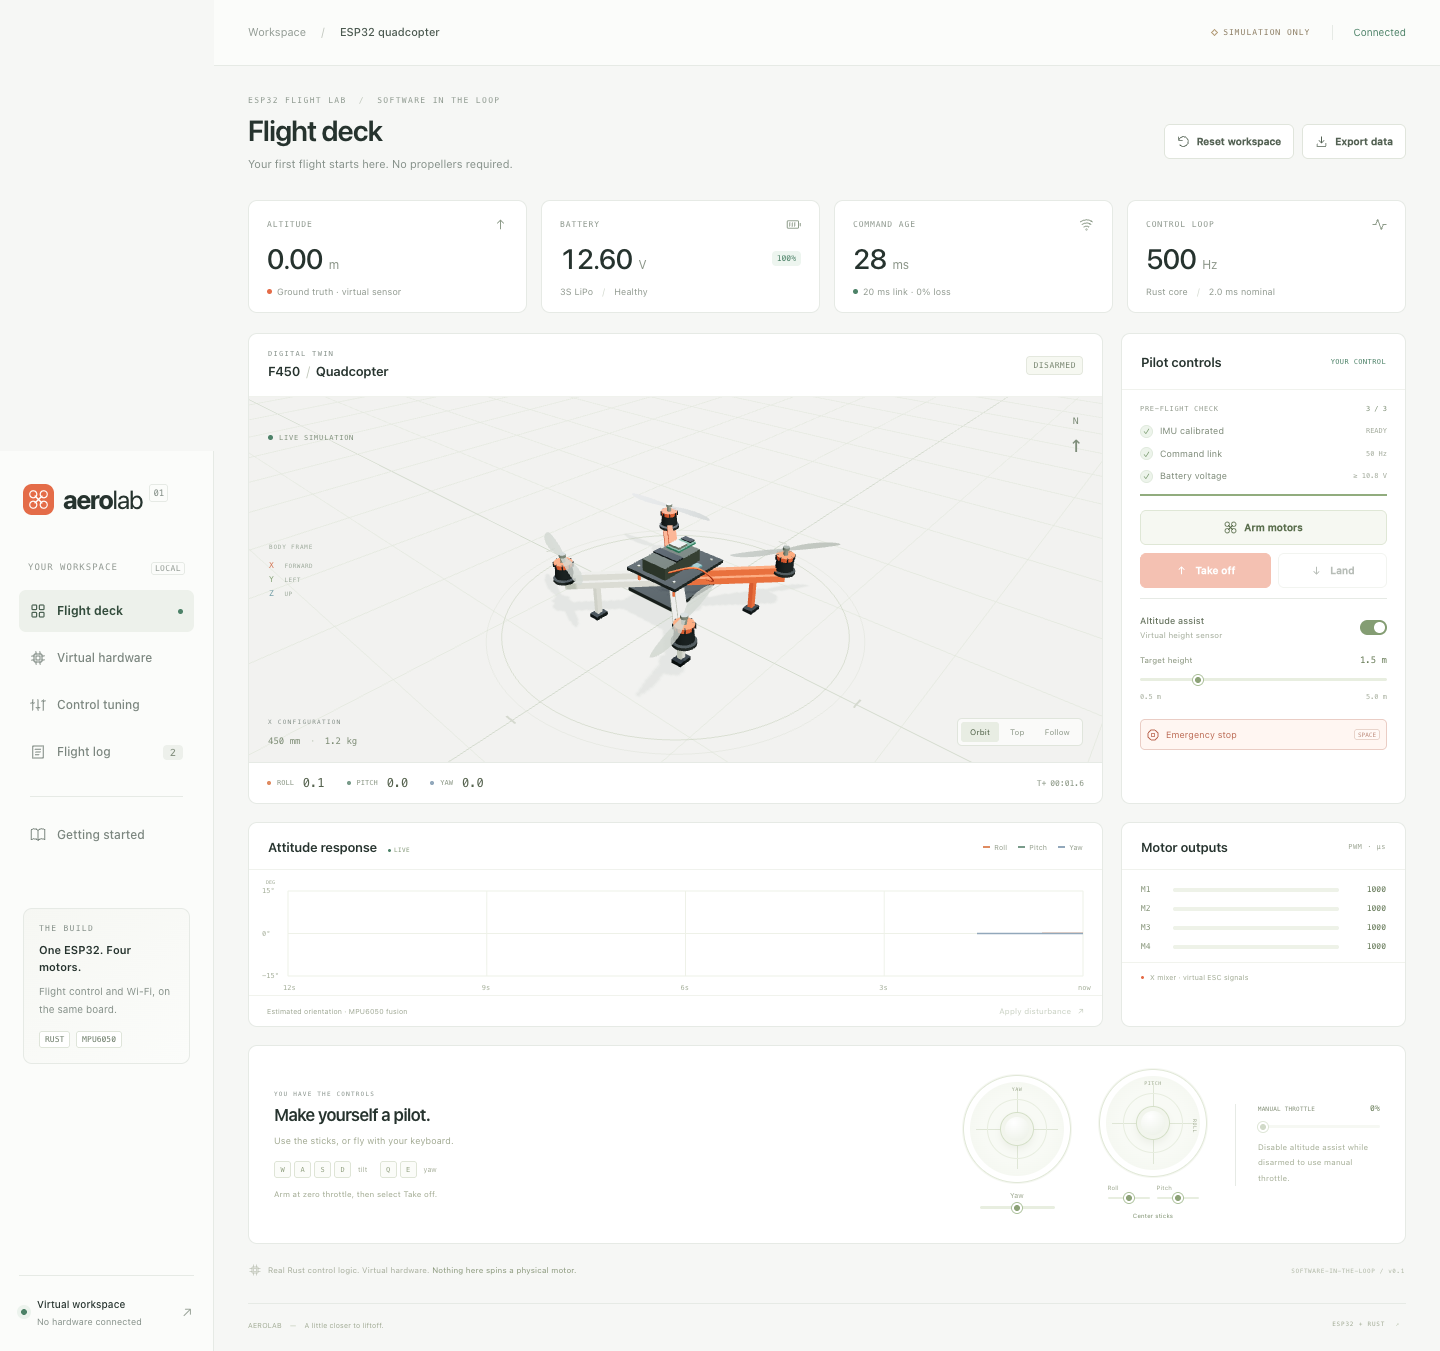 Workspace / ESP32 quadcopter
SIMULATION ONLY
Connected
ESP32 FLIGHT LAB / SOFTWARE IN THE LOOP
Flight deck
Your first flight starts here. No propellers required.
Reset workspace
Export data
ALTITUDE
0.00 m
Ground truth · virtual sensor
BATTERY
12.60 V
100%
3S LiPo / Healthy
COMMAND AGE
28 ms
20 ms link · 0% loss
CONTROL LOOP
500 Hz
Rust core / 2.0 ms nominal
aerolab 01
YOUR WORKSPACE LOCAL
Flight deck
Virtual hardware
Control tuning
Flight log 2
Getting started
THE BUILD
One ESP32. Four
motors.
Flight control and Wi-Fi, on
the same board.
RUST MPU6050
Virtual workspace
No hardware connected
DIGITAL TWIN
F450 / Quadcopter
DISARMED
LIVE SIMULATION
N
BODY FRAME
X FORWARD
Y LEFT
Z UP
X CONFIGURATION
450 mm · 1.2 kg
Orbit Top Follow
ROLL 0.1 PITCH 0.0 YAW 0.0
T+ 00:01.6
Pilot controls
YOUR CONTROL
PRE-FLIGHT CHECK 3 / 3
IMU calibrated READY
Command link 50 Hz
Battery voltage ≥ 10.8 V
Arm motors
Take off
Land
Altitude assist
Virtual height sensor
Target height 1.5 m
0.5 m 5.0 m
Emergency stop SPACE
Attitude response LIVE
Roll Pitch Yaw
DEG
15°
0°
−15°
12s 9s 6s 3s now
Estimated orientation · MPU6050 fusion
Apply disturbance
Motor outputs
PWM · µs
M1 1000
M2 1000
M3 1000
M4 1000
X mixer · virtual ESC signals
YOU HAVE THE CONTROLS
Make yourself a pilot.
Use the sticks, or fly with your keyboard.
W A S D tilt Q E yaw
Arm at zero throttle, then select Take off.
YAW
Yaw
PITCH
ROLL
Roll Pitch
Center sticks
MANUAL THROTTLE 0%
Disable altitude assist while
disarmed to use manual
throttle.
Real Rust control logic. Virtual hardware. Nothing here spins a physical motor.
SOFTWARE-IN-THE-LOOP / v0.1
AEROLAB — A little closer to liftoff.
ESP32 + RUST